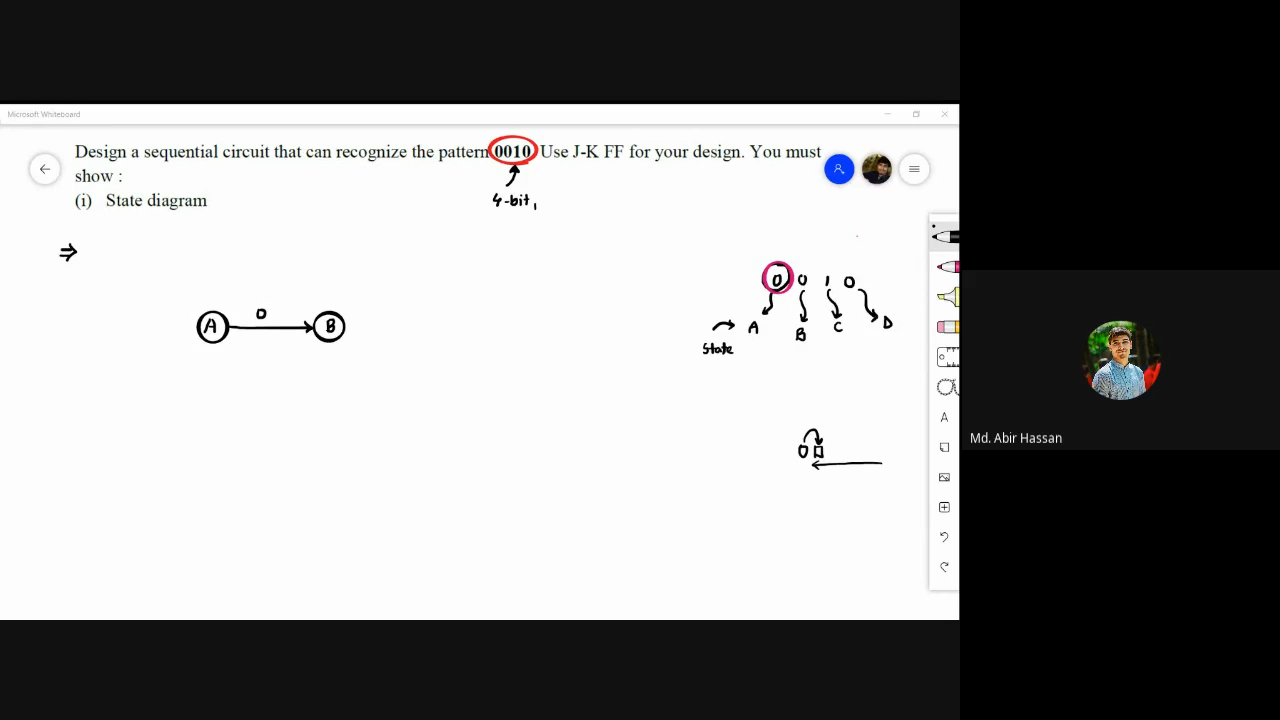 Microsoft Whiteboard
Design a sequential circuit that can recognize the pattern 0010. Use J-K FF for your design. You must
show :
(i) State diagram
4-bit,
⇒
0 0 1 0
A B C D
State
A 0 B
0
A
Md. Abir Hassan